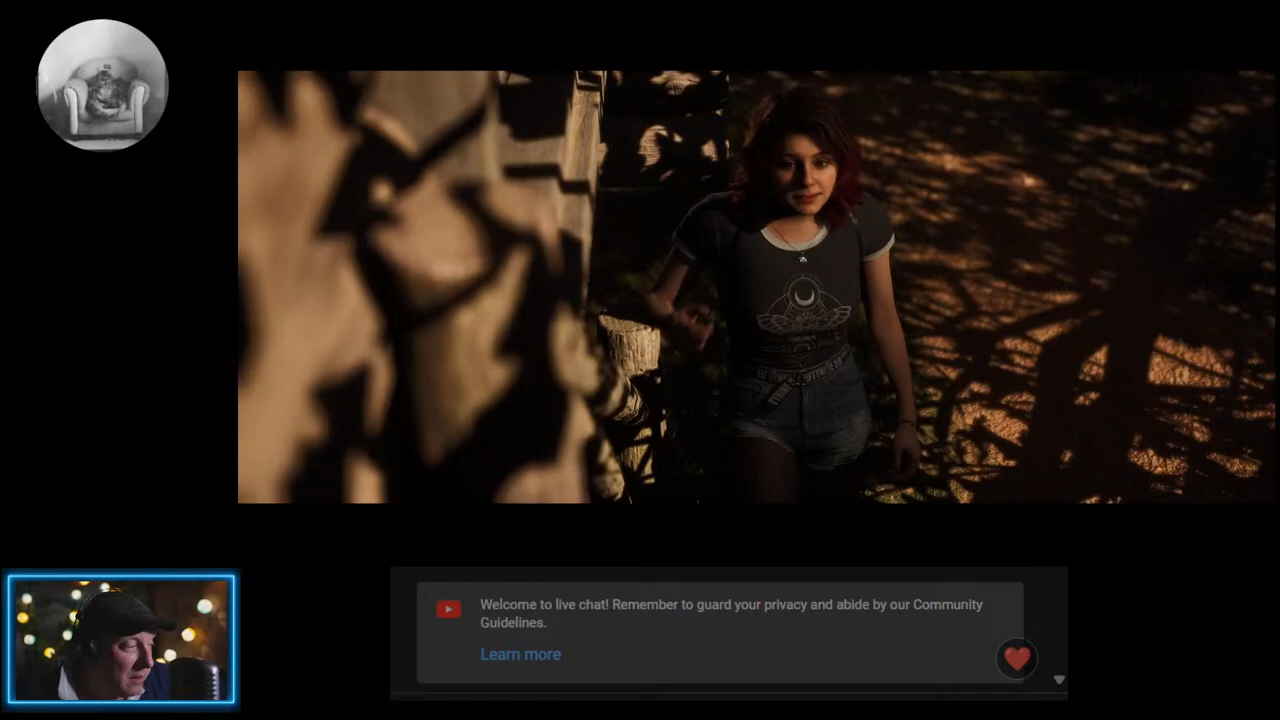 Welcome to live chat! Remember to guard your privacy and abide by our Community
Guidelines.
Learn more